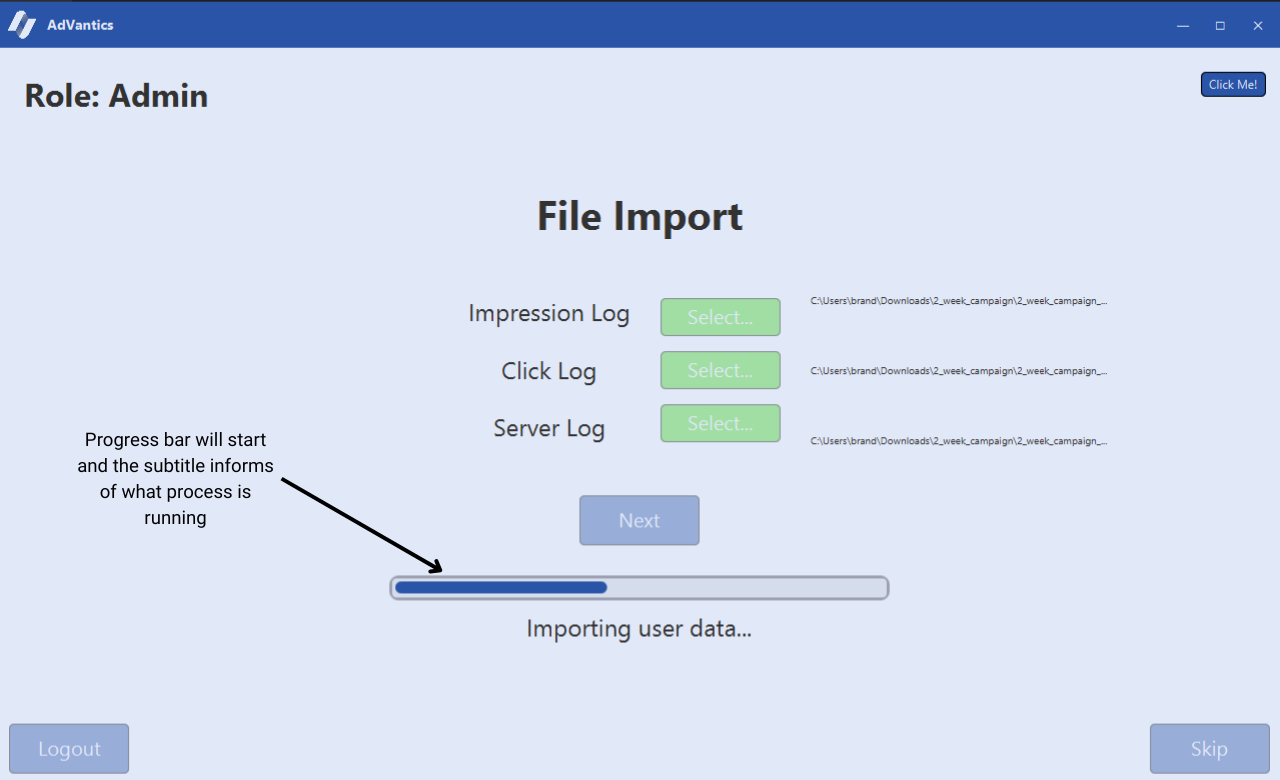 AdVantics
Role: Admin
Click Me!
File Import
Impression Log
Select...
C:\Users\brand\Downloads\2_week_campaign\2_week_campaign_...
Click Log
Select...
C:\Users\brand\Downloads\2_week_campaign\2_week_campaign_...
Server Log
Select...
C:\Users\brand\Downloads\2_week_campaign\2_week_campaign_...
Progress bar will start
and the subtitle informs
of what process is
running
Next
Importing user data...
Logout
Skip